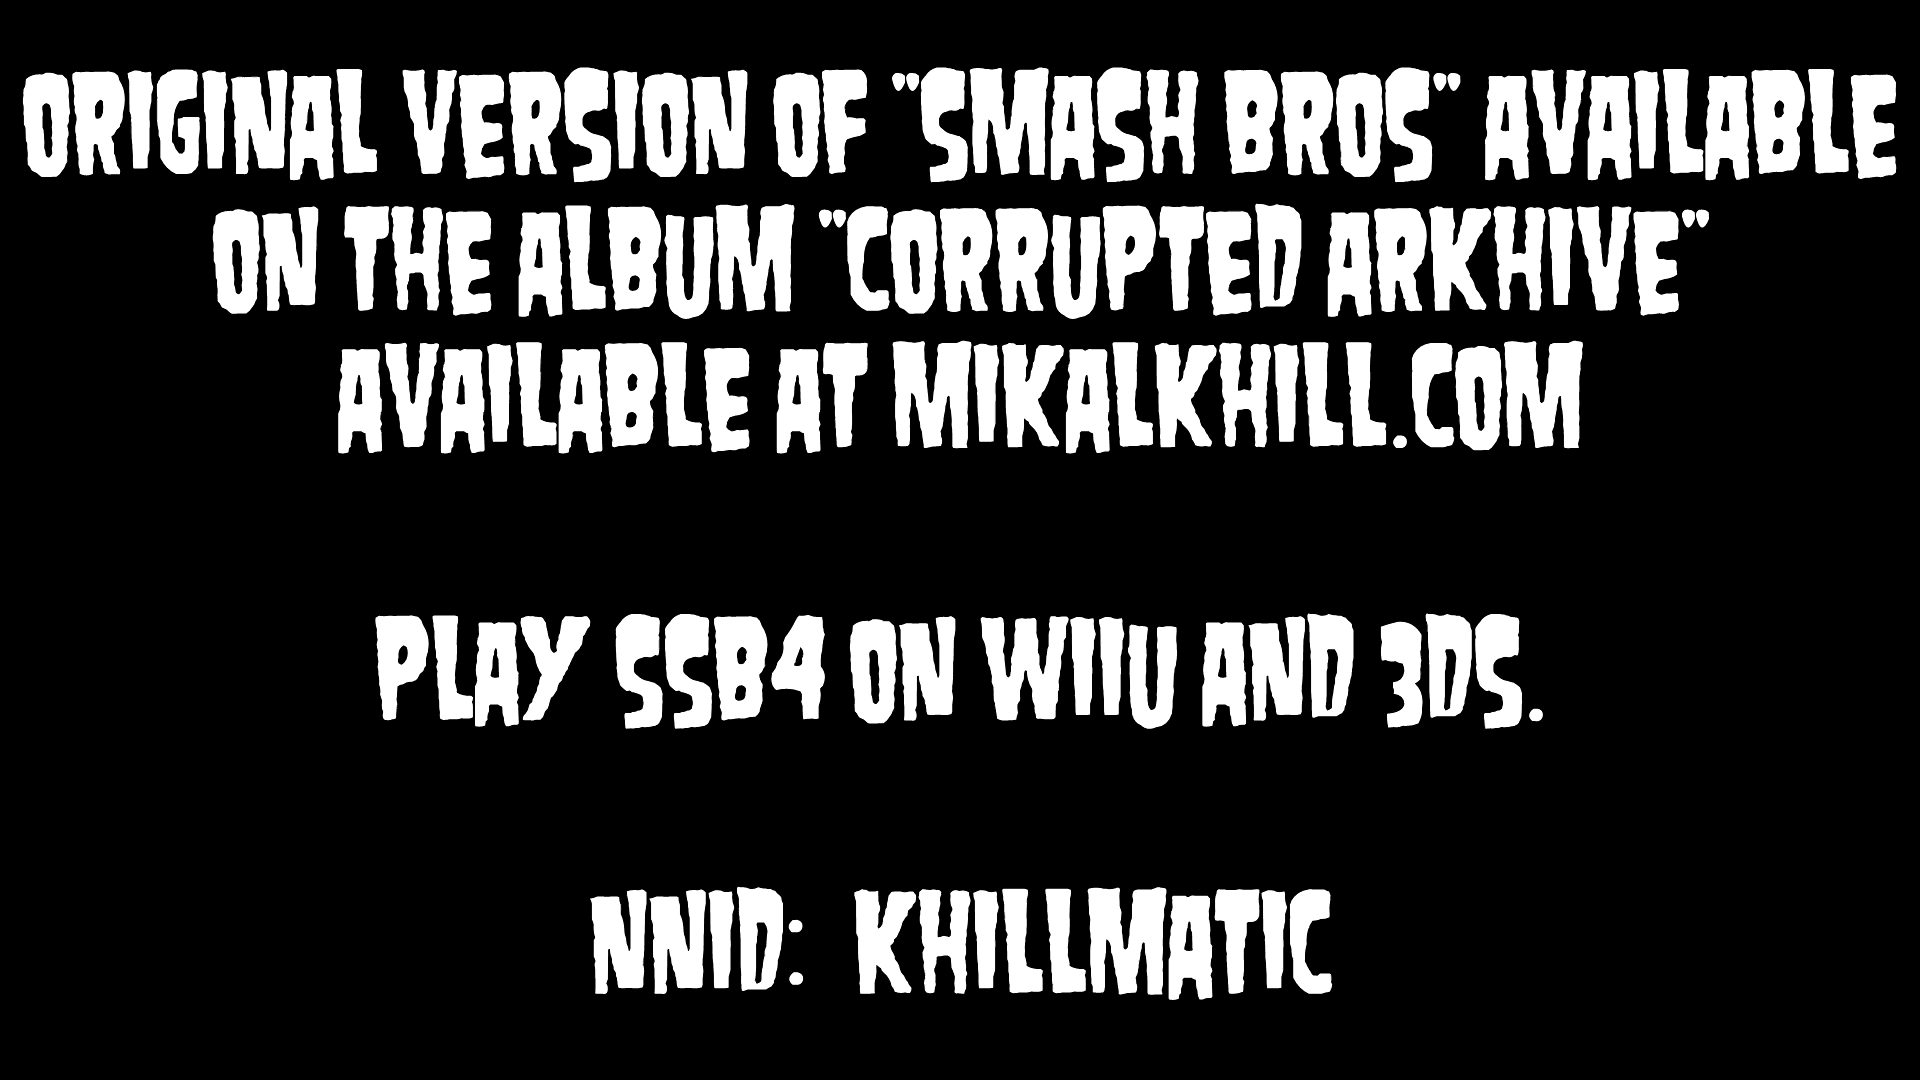 ORIGINAL VERSION OF "SMASH BROS" AVAILABLE
ON THE ALBUM "CORRUPTED ARKHIVE"
AVAILABLE AT MIKALKHILL.COM
PLAY SSB4 ON WIIU AND 3DS.
NNID: KHILLMATIC